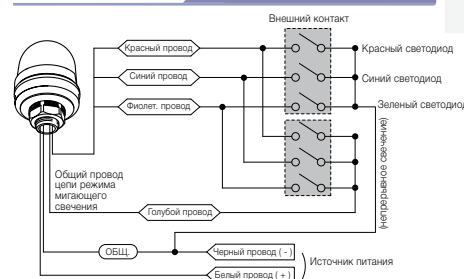 Внешний контакт
Красный провод
Красный светодиод
Синий провод
Синий светодиод
Фиолет. провод
Зеленый светодиод
Общий провод
цепи режима
мигающего
свечения
(непрерывное свечение)
Голубой провод
ОБЩ.
Черный провод ( - )
Источник питания
Белый провод ( + )